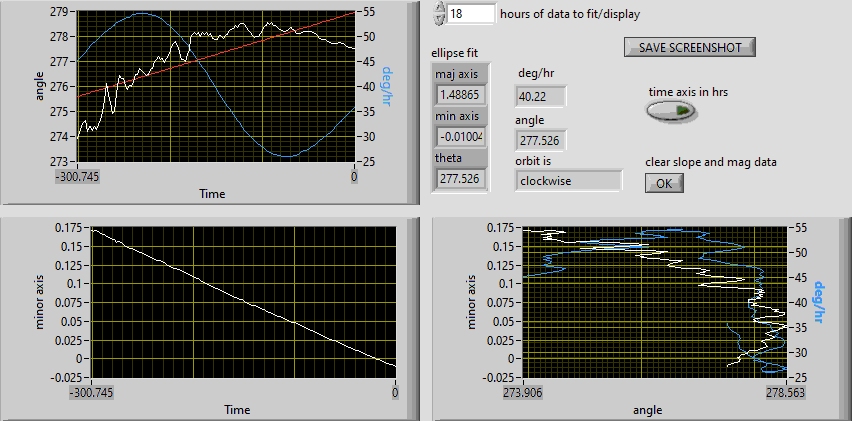 279
278
277
276
275
274
273
angle
55
50
45
40
35
30
25
deg/hr
-300.745
0
Time
18
hours of data to fit/display
SAVE SCREENSHOT
ellipse fit
maj axis
1.48865
min axis
-0.01004
theta
277.526
deg/hr
40.22
angle
277.526
orbit is
clockwise
time axis in hrs
clear slope and mag data
OK
0.175
0.15
0.125
0.1
0.075
0.05
0.025
0
-0.025
minor axis
-300.745
0
Time
0.175
0.15
0.125
0.1
0.075
0.05
0.025
0
-0.025
minor axis
55
50
45
40
35
30
25
deg/hr
273.906
278.563
angle